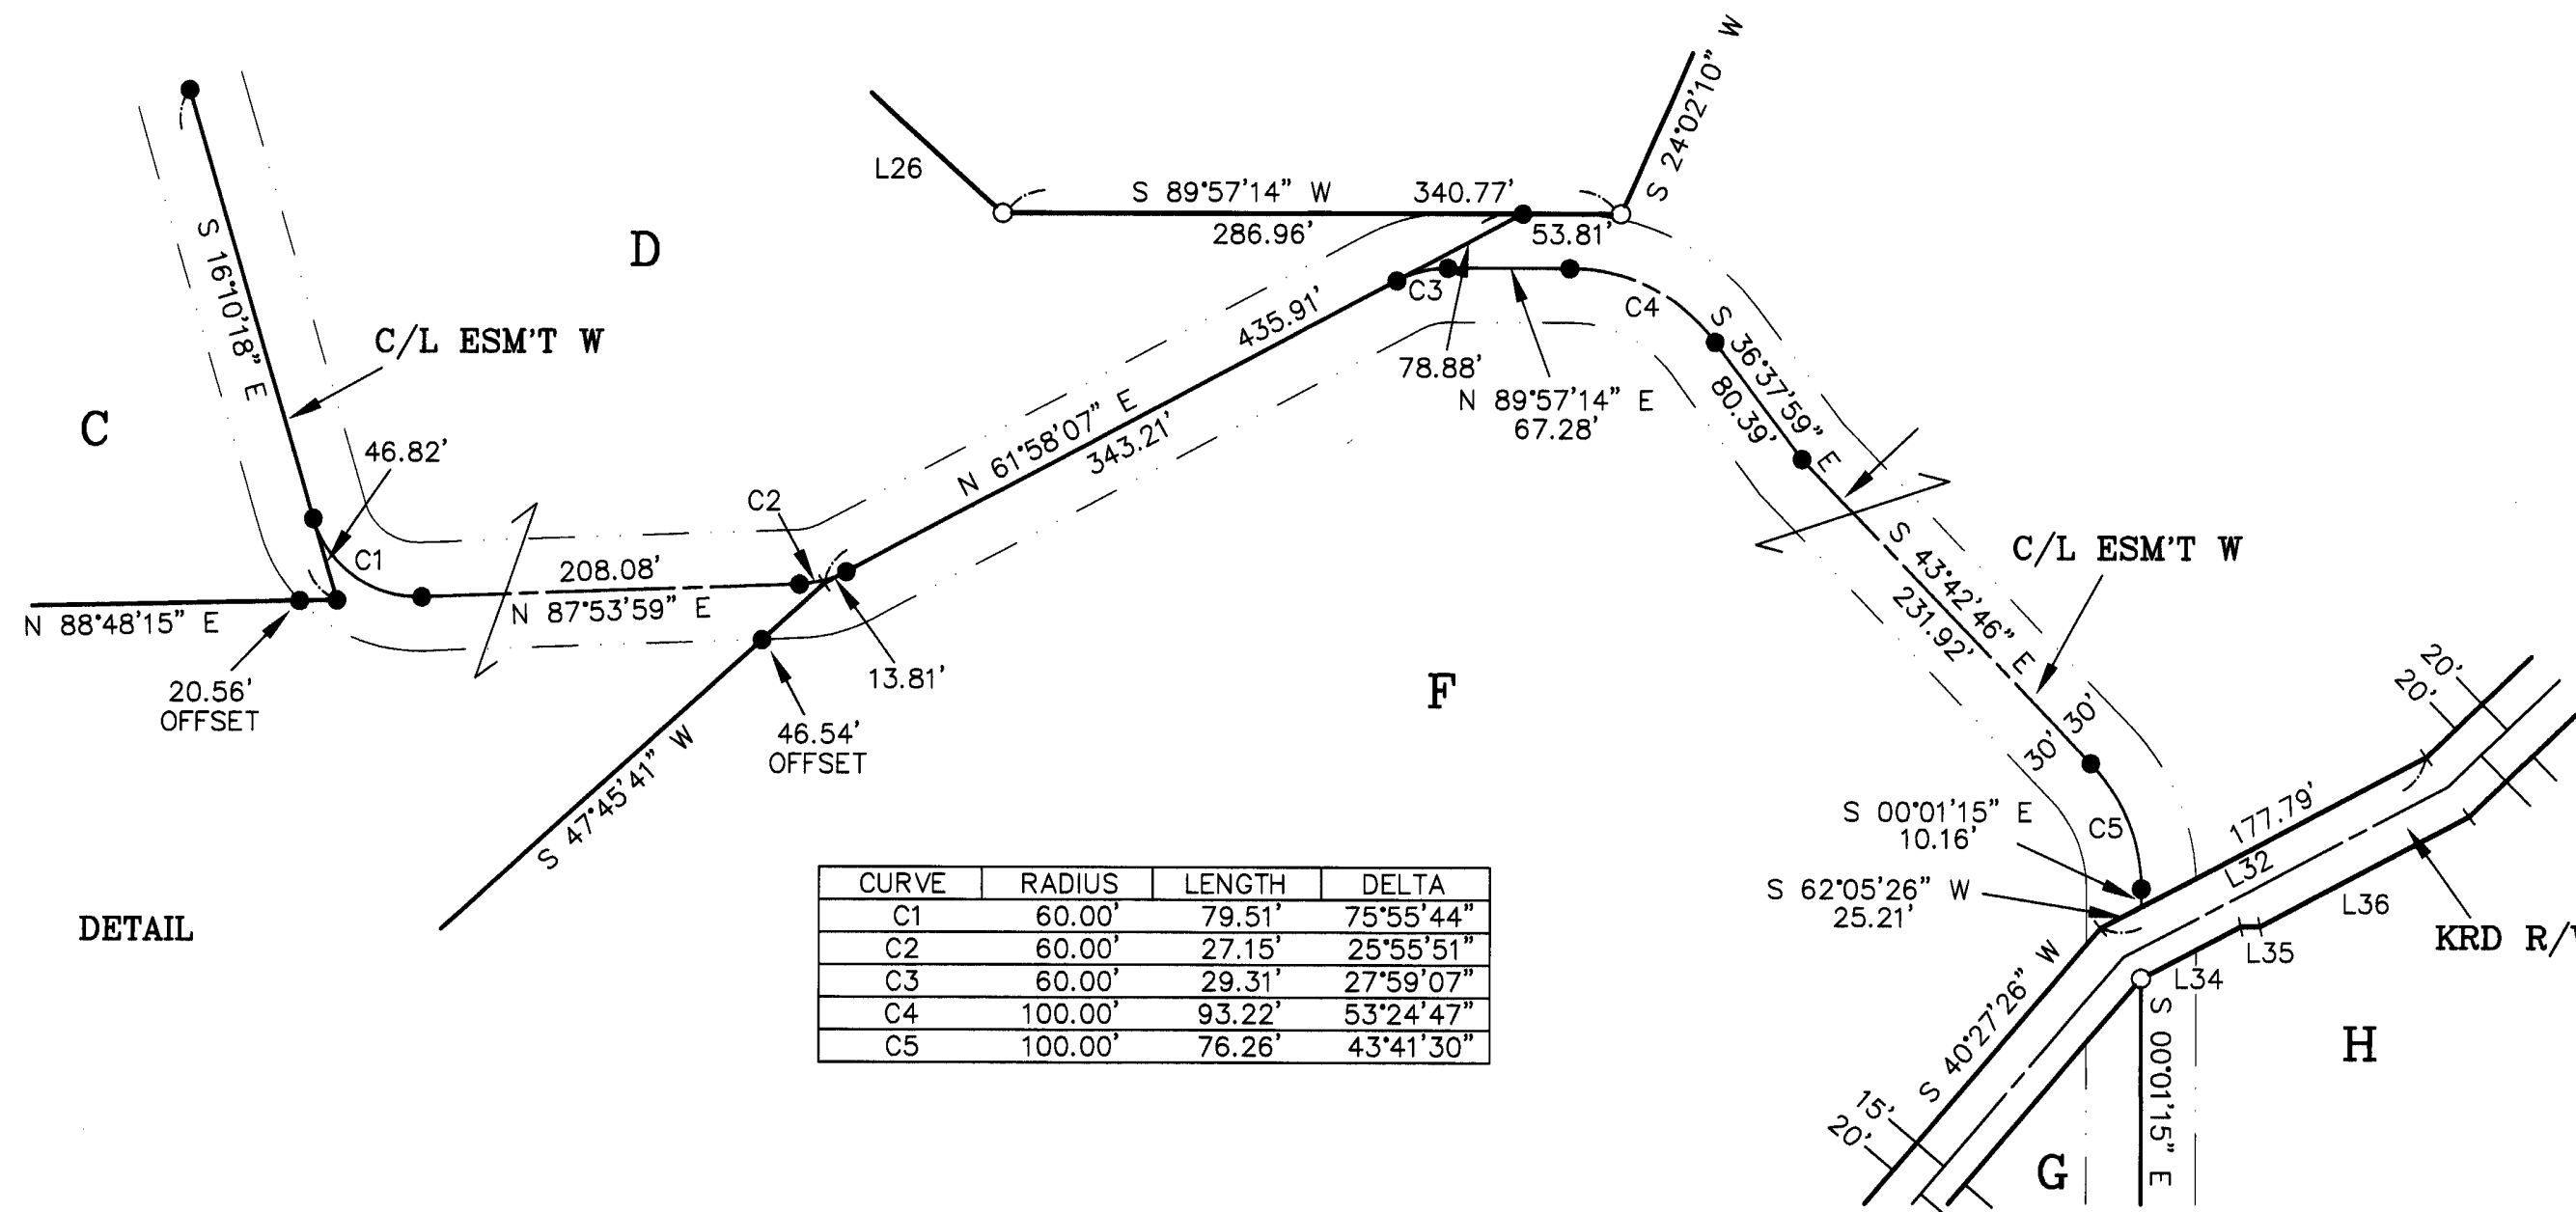 S 24°02'10" W
L26
S 89°57'14" W 340.77'
286.96'
53.81'
D
S 16°10'18" E
C/L ESM'T W
C
46.82'
C1
435.91'
C3
C4
78.88'
N 89°57'14" E
67.28'
S 36°37'59" E
80.39'
N 61°58'07" E
343.21'
C2
208.08'
N 87°53'59" E
N 88°48'15" E
20.56'
OFFSET
13.81'
46.54'
OFFSET
S 47°45'41" W
F
S 43°42'46" E
231.92'
C/L ESM'T W
30'
30'
20'
20'
C5
S 00°01'15" E
10.16'
S 62°05'26" W
25.21'
177.79'
L32
L36
L35
L34
KRD R/
S 40°27'26" W
S 00°01'15" E
H
G
15'
20'
DETAIL
CURVE RADIUS LENGTH DELTA
C1 60.00' 79.51' 75°55'44"
C2 60.00' 27.15' 25°55'51"
C3 60.00' 29.31' 27°59'07"
C4 100.00' 93.22' 53°24'47"
C5 100.00' 76.26' 43°41'30"